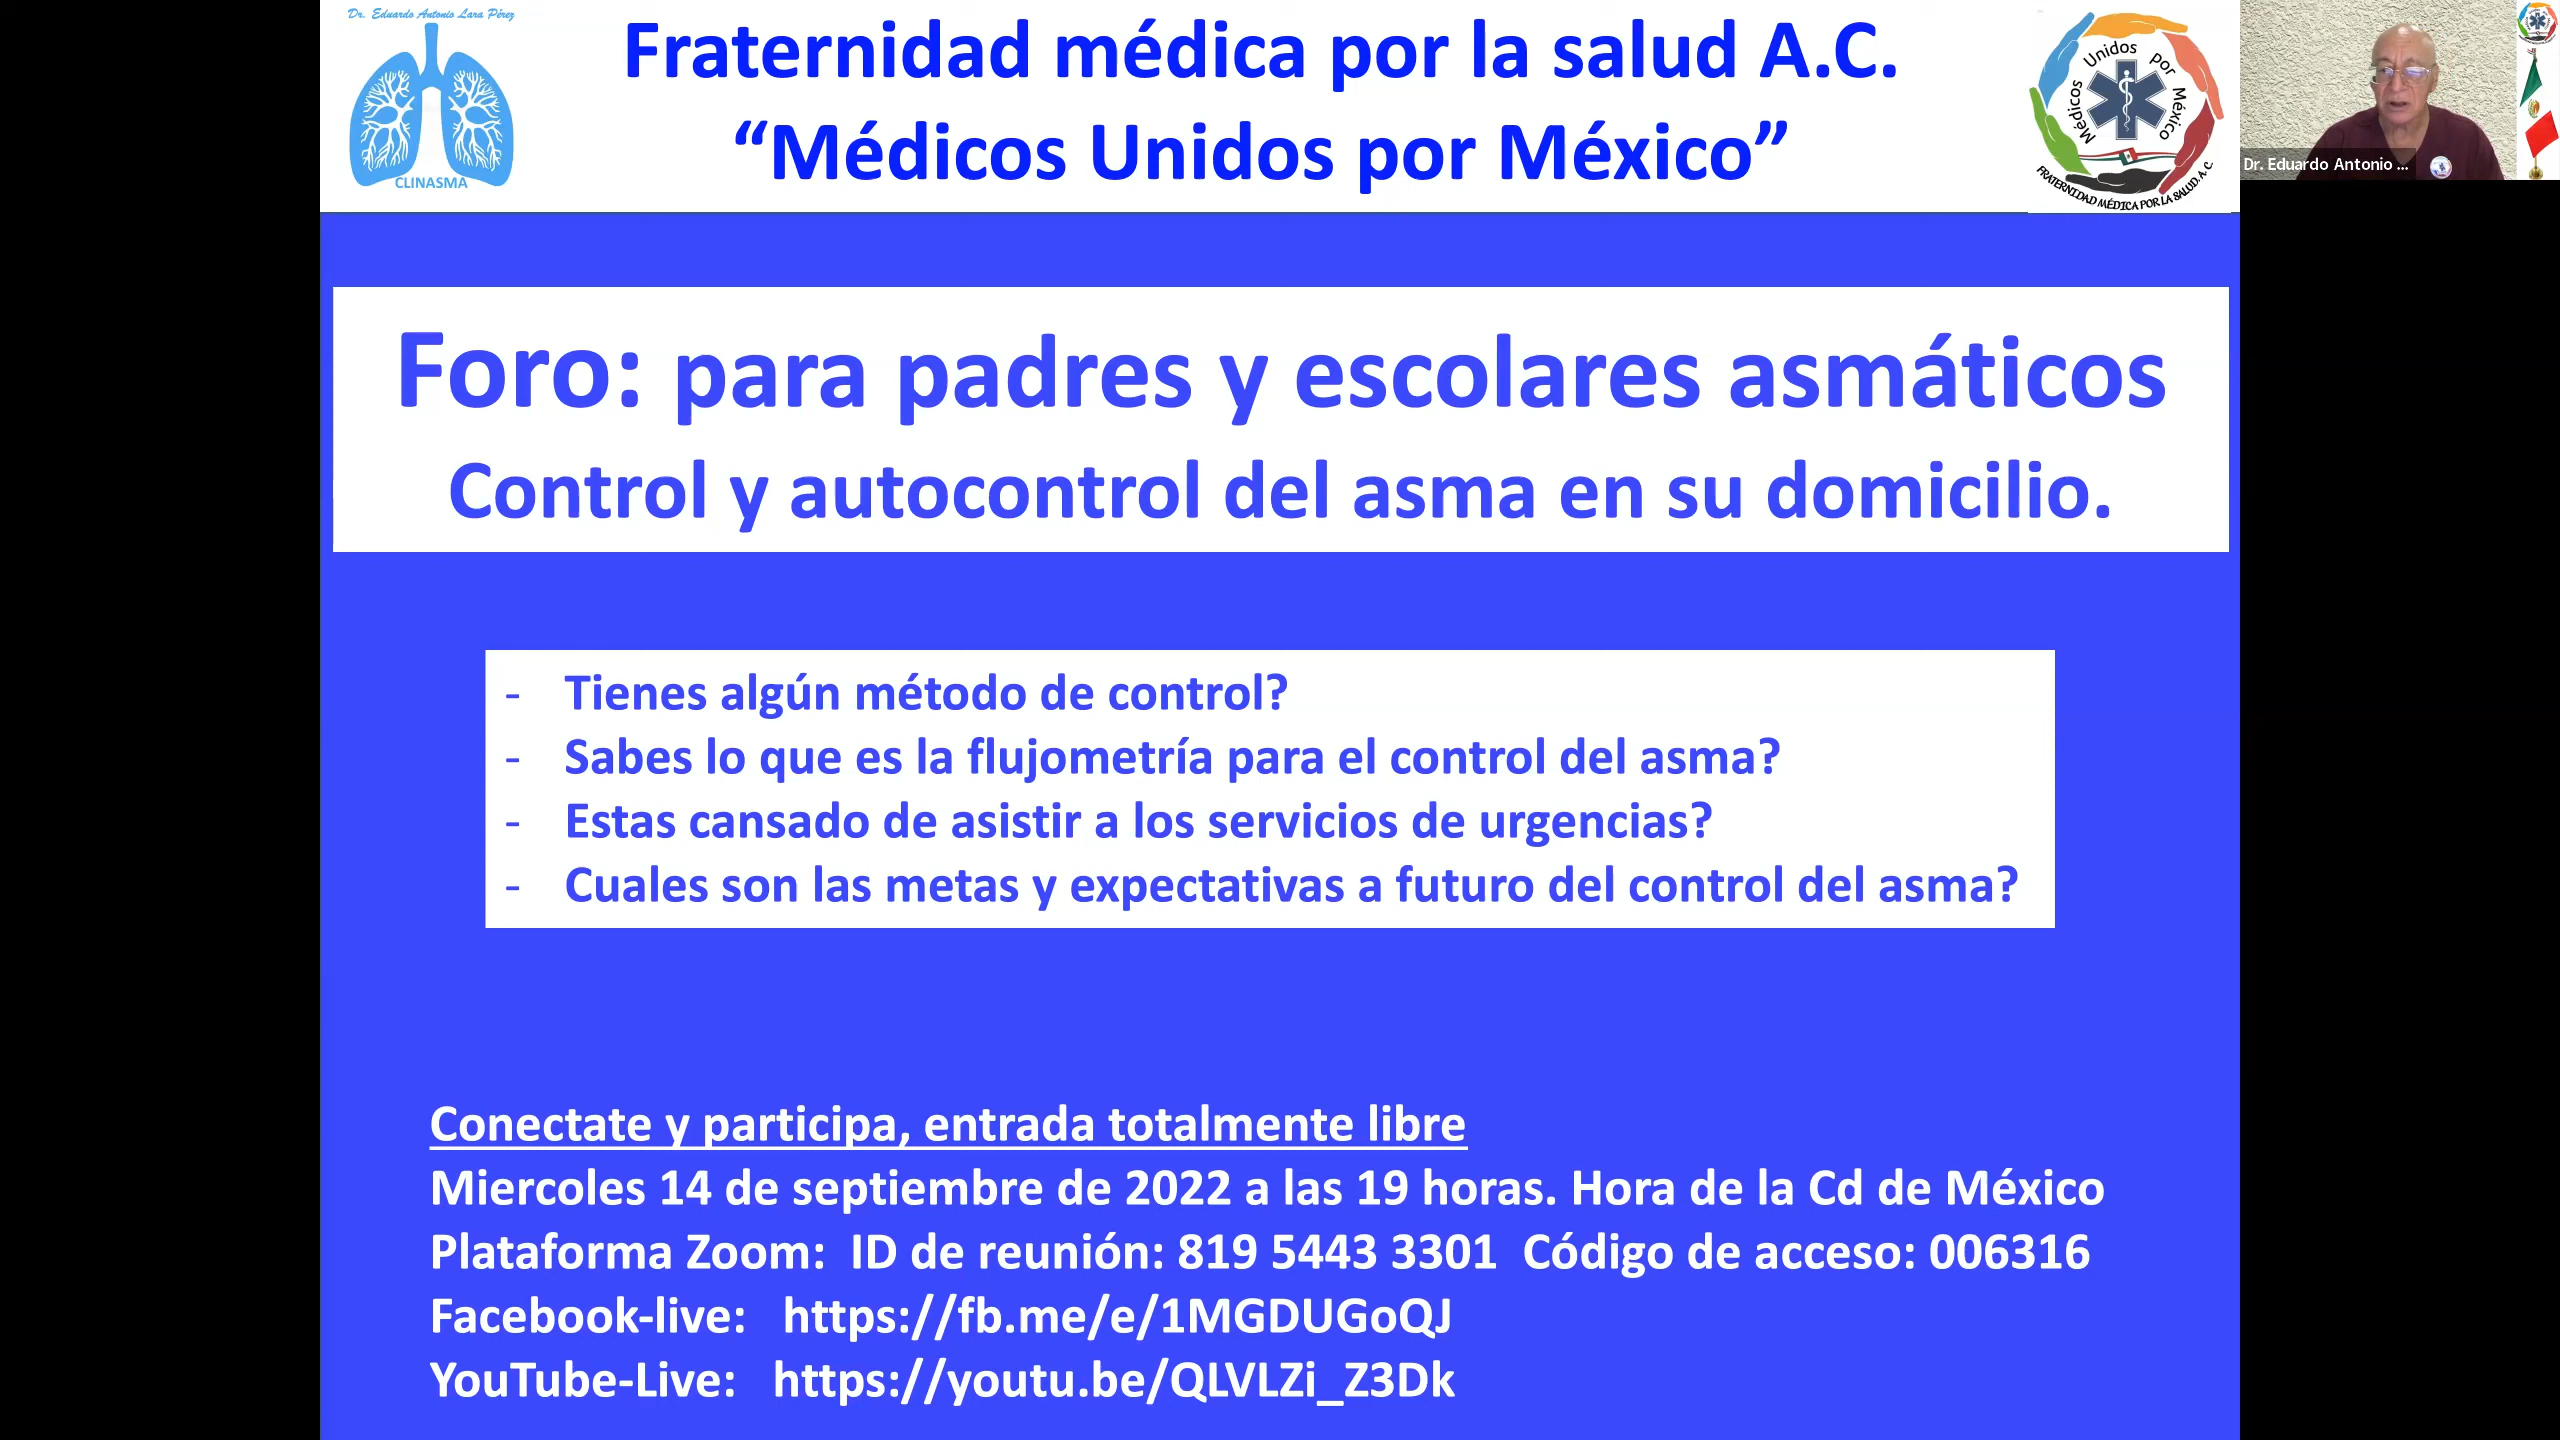 Dr. Eduardo Antonio Lara Pérez
CLINASMA
Fraternidad médica por la salud A.C.
“Médicos Unidos por México”
Médicos Unidos por México
FRATERNIDAD MÉDICA POR LA SALUD. A. C.
Dr. Eduardo Antonio ...
Foro: para padres y escolares asmáticos
Control y autocontrol del asma en su domicilio.
- Tienes algún método de control?
- Sabes lo que es la flujometría para el control del asma?
- Estas cansado de asistir a los servicios de urgencias?
- Cuales son las metas y expectativas a futuro del control del asma?
Conectate y participa, entrada totalmente libre
Miercoles 14 de septiembre de 2022 a las 19 horas. Hora de la Cd de México
Plataforma Zoom:  ID de reunión: 819 5443 3301  Código de acceso: 006316
Facebook-live:   https://fb.me/e/1MGDUGoQJ
YouTube-Live:   https://youtu.be/QLVLZi_Z3Dk